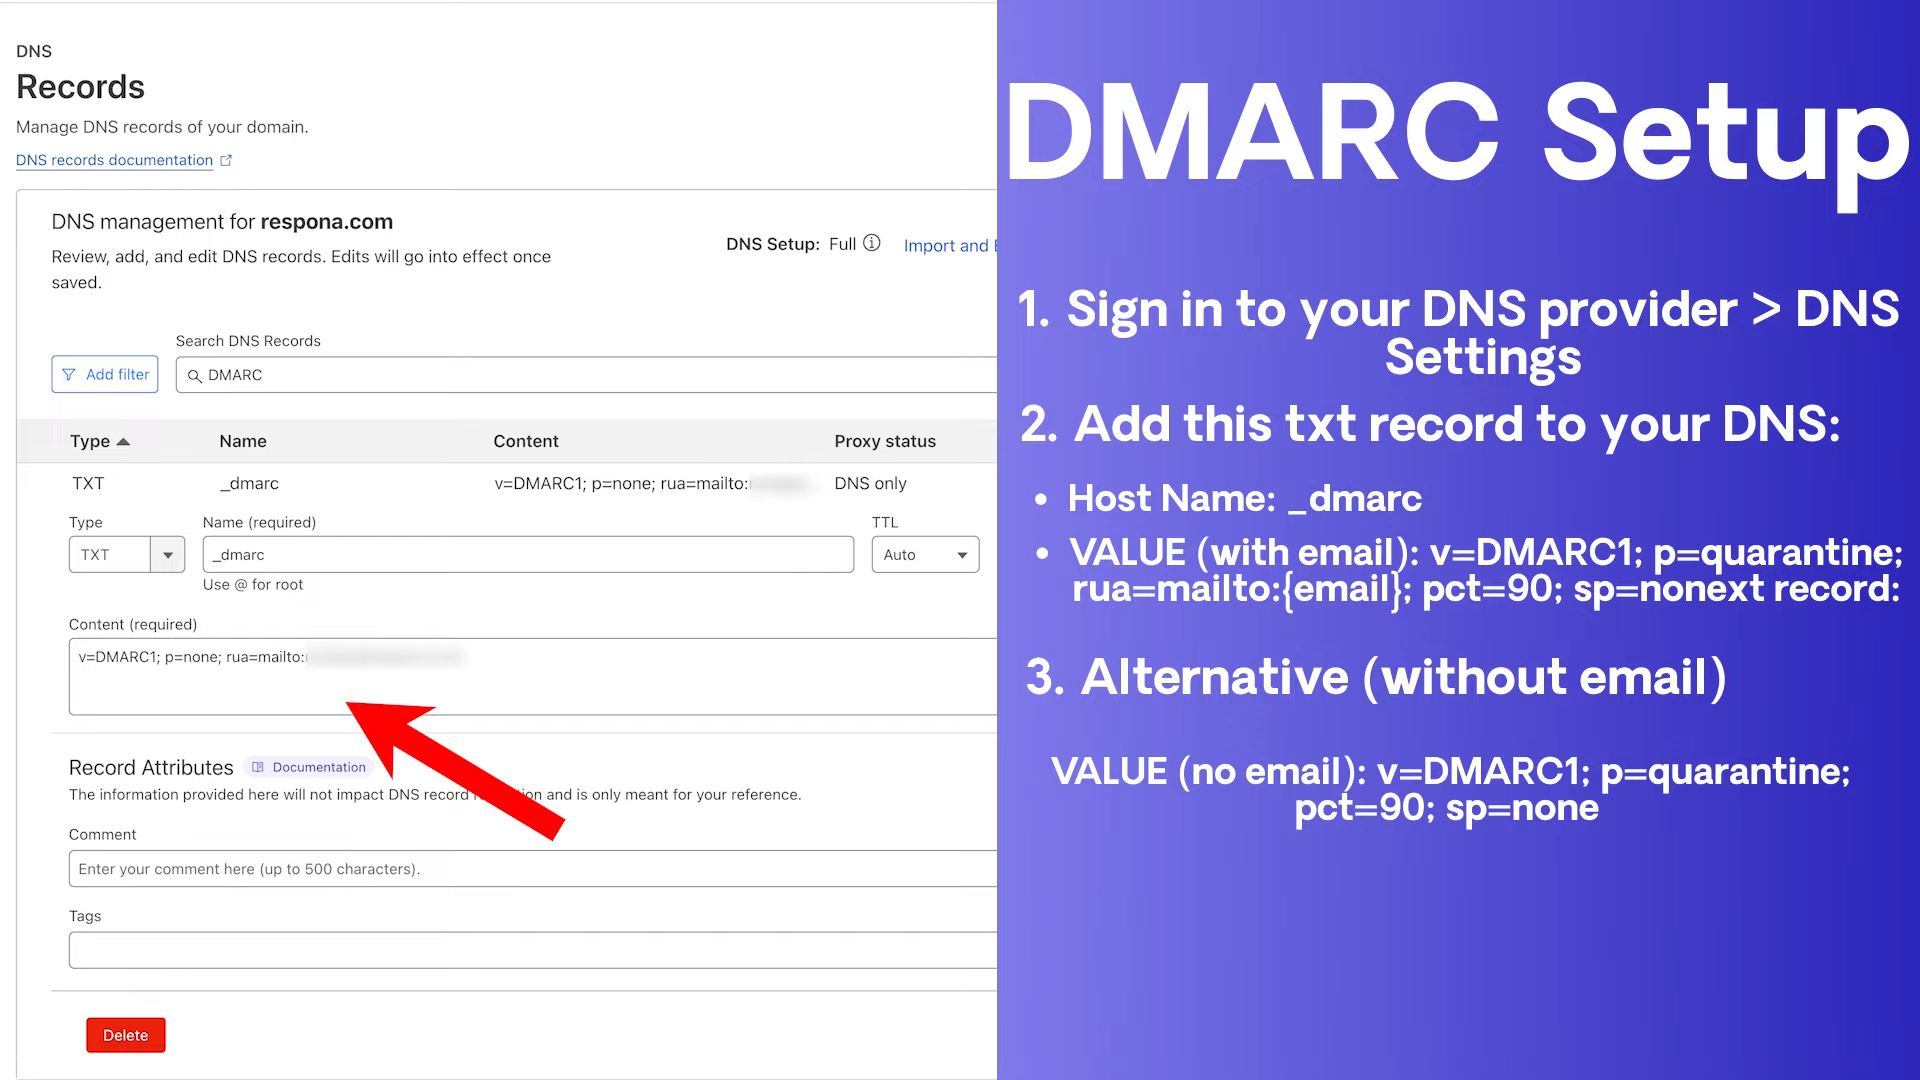 DNS
Records
Manage DNS records of your domain.
DNS records documentation
DNS management for respona.com
Review, add, and edit DNS records. Edits will go into effect once
saved.
DNS Setup: Full
Import and
Search DNS Records
Add filter
DMARC
Type Name Content Proxy status
TXT _dmarc v=DMARC1; p=none; rua=mailto: DNS only
Type Name (required) TTL
TXT _dmarc Auto
Use @ for root
Content (required)
v=DMARC1; p=none; rua=mailto:
Record Attributes Documentation
The information provided here will not impact DNS record and is only meant for your reference.
Comment
Enter your comment here (up to 500 characters).
Tags
Delete
DMARC Setup
1. Sign in to your DNS provider > DNS
Settings
2. Add this txt record to your DNS:
• Host Name: _dmarc
• VALUE (with email): v=DMARC1; p=quarantine;
rua=mailto:{email}; pct=90; sp=nonext record:
3. Alternative (without email)
VALUE (no email): v=DMARC1; p=quarantine;
pct=90; sp=none